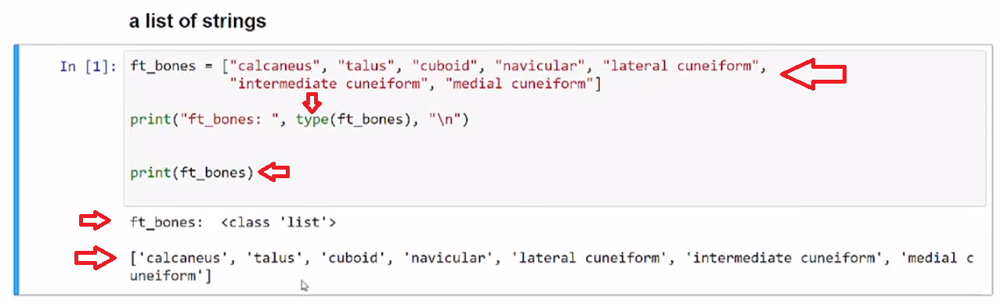 a list of strings
In [1]: ft_bones = ["calcaneus", "talus", "cuboid", "navicular", "lateral cuneiform",
"intermediate cuneiform", "medial cuneiform"]
print("ft_bones: ", type(ft_bones), "\n")
print(ft_bones)
ft_bones:  <class 'list'>
['calcaneus', 'talus', 'cuboid', 'navicular', 'lateral cuneiform', 'intermediate cuneiform', 'medial c
uneiform']